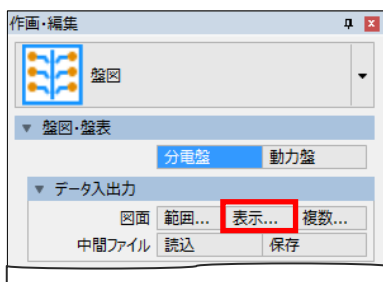 作画・編集
盤図
盤図・盤表
分電盤 動力盤
データ入出力
図面 範囲... 表示... 複数...
中間ファイル 読込 保存